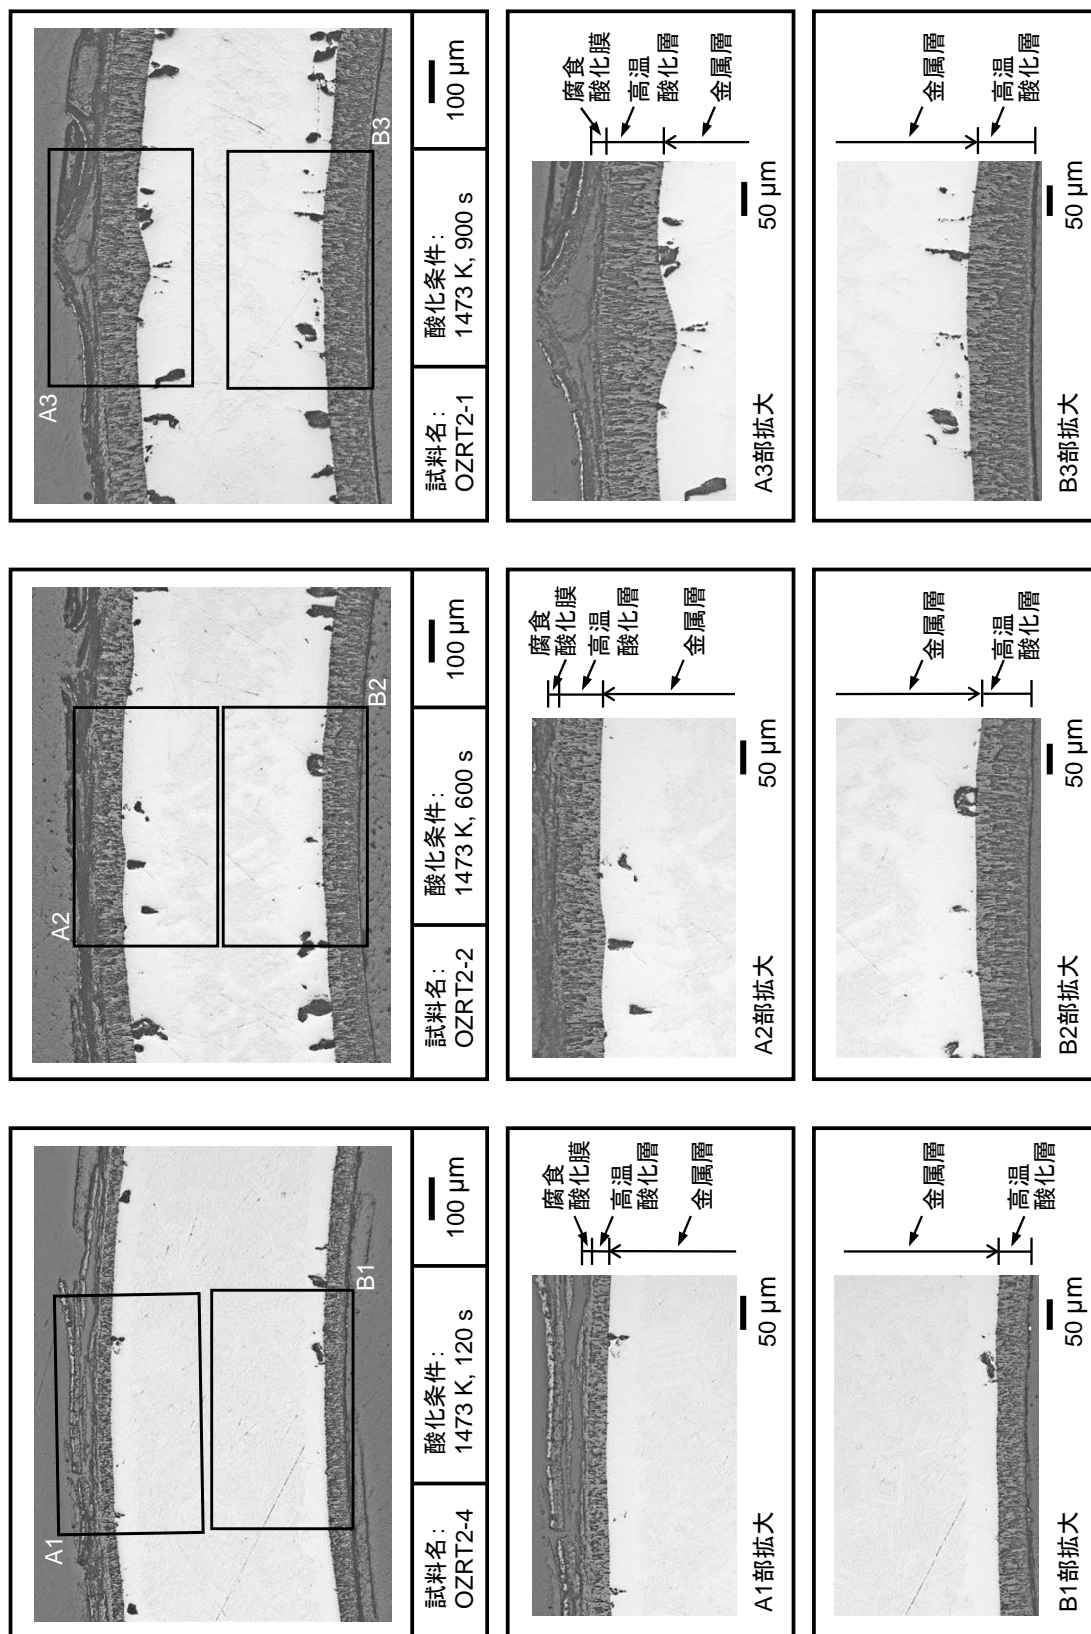 A1
B1
試料名:
OZRT2-4
酸化条件:
1473 K, 120 s
100 μm
A2
B2
試料名:
OZRT2-2
酸化条件:
1473 K, 600 s
100 μm
A3
B3
試料名:
OZRT2-1
酸化条件:
1473 K, 900 s
100 μm
腐食
酸化膜
高温
酸化層
金属層
A1部拡大
50 μm
腐食
酸化膜
高温
酸化層
金属層
A2部拡大
50 μm
腐食
酸化膜
高温
酸化層
金属層
A3部拡大
50 μm
金属層
高温
酸化層
B1部拡大
50 μm
金属層
高温
酸化層
B2部拡大
50 μm
金属層
高温
酸化層
B3部拡大
50 μm